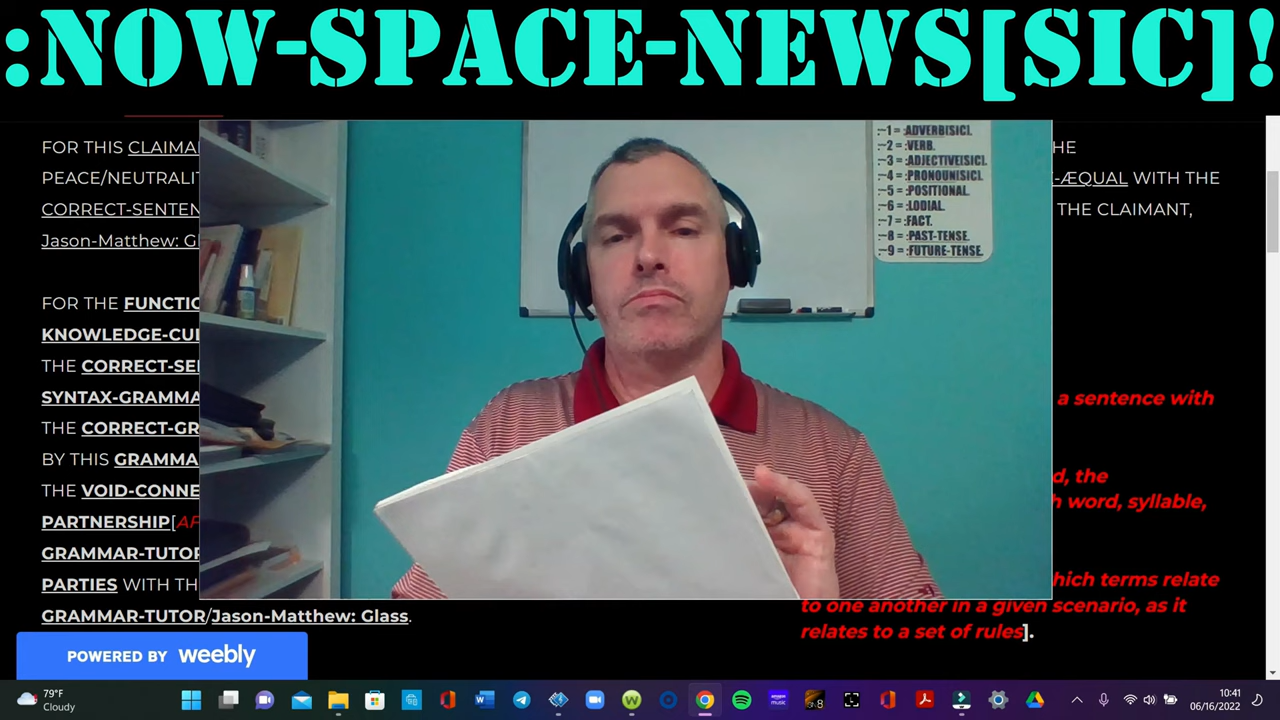 :NOW-SPACE-NEWS[SIC]!
FOR THIS
PEACE/NEUTRALIT
CORRECT-SENTEN
Jason-Matthew: G
FOR THE FUNCTIO
KNOWLEDGE-CU
THE CORRECT-SE
SYNTAX-GRAMMA
THE CORRECT-GR
BY THIS GRAMMA
THE VOID-CONNE
PARTNERSHIP[
GRAMMAR-TUTOR
PARTIES WITH TH
GRAMMAR-TUTOR/Jason-Matthew: Glass.
:~1 = :ADVERB[SIC].
:~2 = :VERB.
:~3 = :ADJECTIVE[SIC].
:~4 = :PRONOUN[SIC].
:~5 = :POSITIONAL.
:~6 = :LODIAL.
:~7 = :FACT.
:~8 = :PAST-TENSE.
:~9 = :FUTURE-TENSE.
HE
-ÆQUAL WITH THE
THE CLAIMANT,
a sentence with
d, the
h word, syllable,
hich terms relate
to one another in a given scenario, as it
relates to a set of rules].
POWERED BY weebly
79°F
Cloudy
10:41
06/16/2022